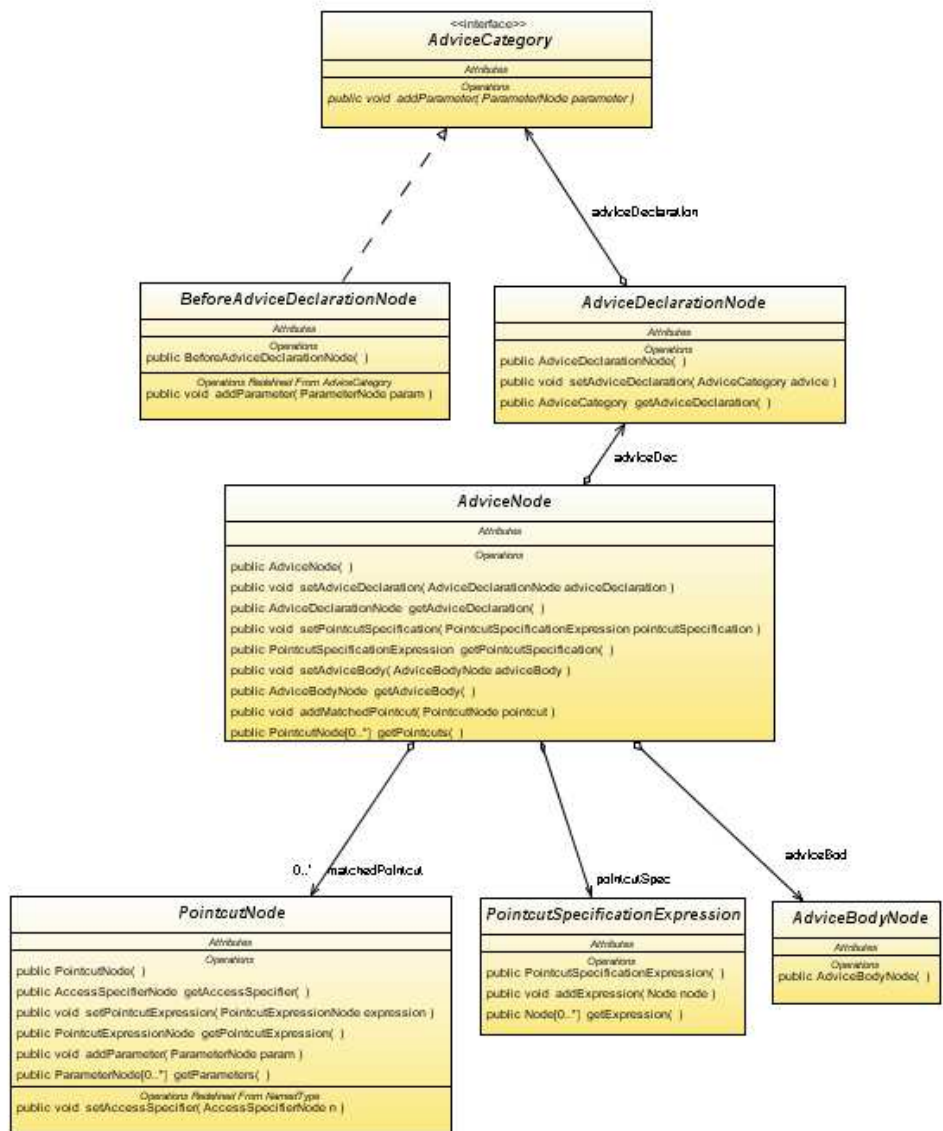 <<interface>>
AdviceCategory
Attributes
Operations
public void addParameter( ParameterNode parameter )
adviceDeclaration
BeforeAdviceDeclarationNode
Attributes
Operations
public BeforeAdviceDeclarationNode( )
Operations Redefined From AdviceCategory
public void addParameter( ParameterNode param )
AdviceDeclarationNode
Attributes
Operations
public AdviceDeclarationNode( )
public void setAdviceDeclaration( AdviceCategory advice )
public AdviceCategory getAdviceDeclaration( )
adviceDec
AdviceNode
Attributes
Operations
public AdviceNode( )
public void setAdviceDeclaration( AdviceDeclarationNode adviceDeclaration )
public AdviceDeclarationNode getAdviceDeclaration( )
public void setPointcutSpecification( PointcutSpecificationExpression pointcutSpecification )
public PointcutSpecificationExpression getPointcutSpecification( )
public void setAdviceBody( AdviceBodyNode adviceBody )
public AdviceBodyNode getAdviceBody( )
public void addMatchedPointcut( PointcutNode pointcut )
public PointcutNode[0..*] getPointcuts( )
0..* matchedPointcut
pointcutSpec
adviceBod
PointcutNode
Attributes
Operations
public PointcutNode( )
public AccessSpecifierNode getAccessSpecifier( )
public void setPointcutExpression( PointcutExpressionNode expression )
public PointcutExpressionNode getPointcutExpression( )
public void addParameter( ParameterNode param )
public ParameterNode[0..*] getParameters( )
Operations Redefined From NamedType
public void setAccessSpecifier( AccessSpecifierNode n )
PointcutSpecificationExpression
Attributes
Operations
public PointcutSpecificationExpression( )
public void addExpression( Node node )
public Node[0..*] getExpression( )
AdviceBodyNode
Attributes
Operations
public AdviceBodyNode( )